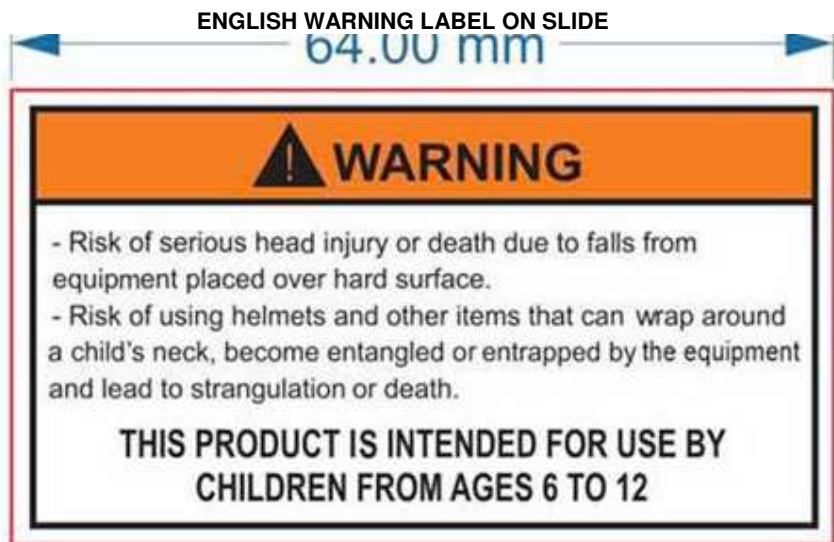 ENGLISH WARNING LABEL ON SLIDE
64.00 mm
WARNING
- Risk of serious head injury or death due to falls from
equipment placed over hard surface.
- Risk of using helmets and other items that can wrap around
a child's neck, become entangled or entrapped by the equipment
and lead to strangulation or death.
THIS PRODUCT IS INTENDED FOR USE BY
CHILDREN FROM AGES 6 TO 12